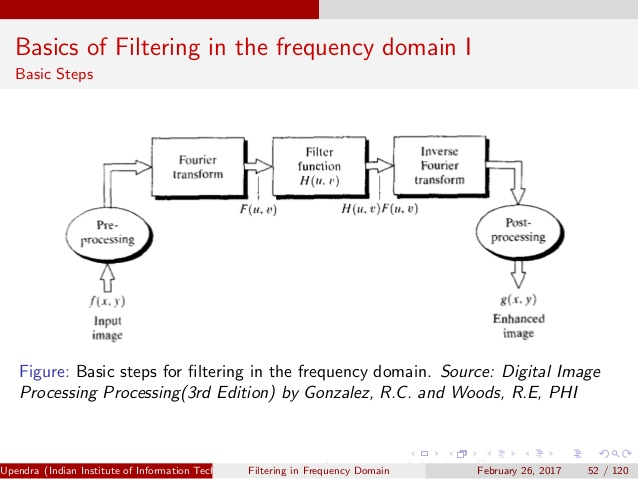 Basics of Filtering in the frequency domain I
Basic Steps
Fourier
transform
Filter
function
H(u, v)
Inverse
Fourier
transform
F(u, v)
H(u, v)F(u, v)
Pre-
processing
Post-
processing
f(x, y)
Input
image
g(x, y)
Enhanced
image
Figure: Basic steps for filtering in the frequency domain. Source: Digital Image
Processing Processing(3rd Edition) by Gonzalez, R.C. and Woods, R.E, PHI
Upendra (Indian Institute of Information Tech
Filtering in Frequency Domain
February 26, 2017
52 / 120